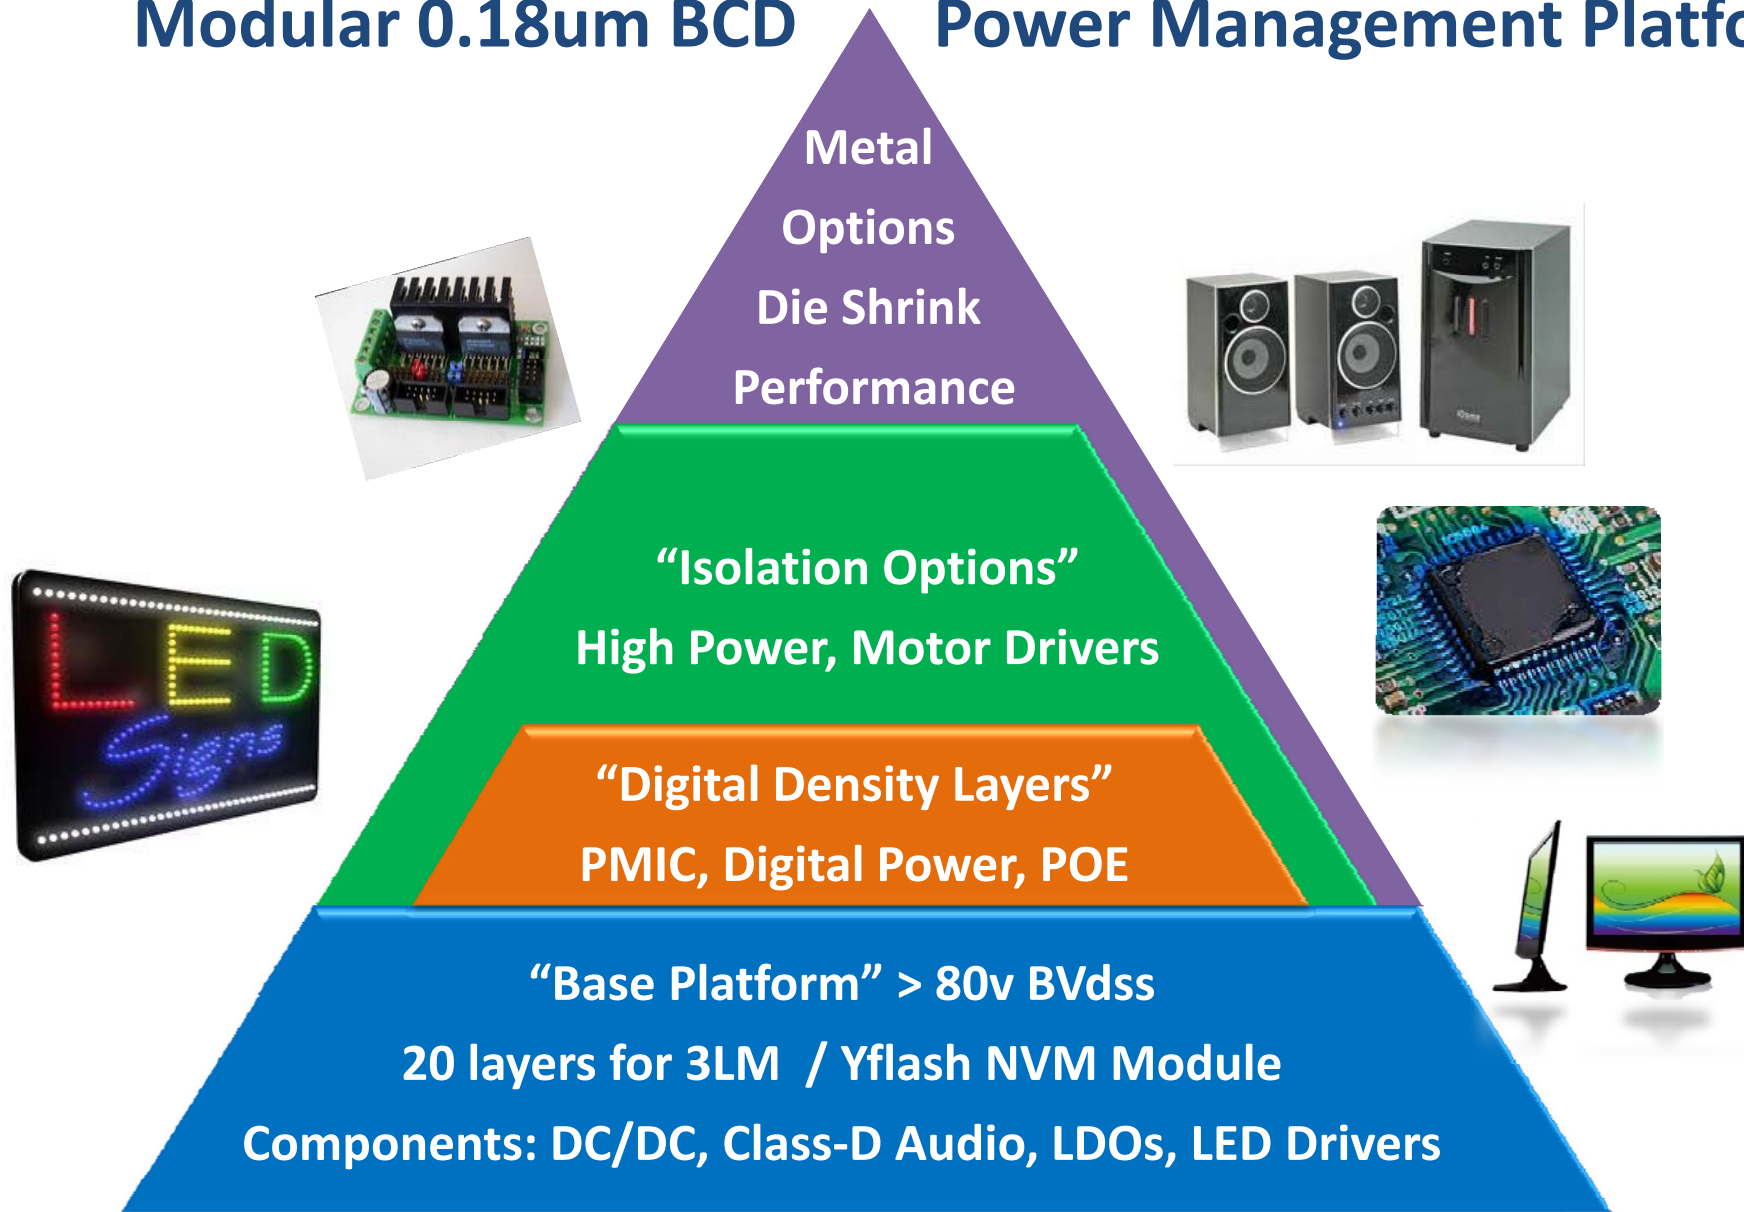 Modular 0.18um BCD Power Management Platfo
Metal
Options
Die Shrink
Performance
“Isolation Options”
High Power, Motor Drivers
LED
Signs
“Digital Density Layers”
PMIC, Digital Power, POE
“Base Platform” > 80v BVdss
20 layers for 3LM / Yflash NVM Module
Components: DC/DC, Class-D Audio, LDOs, LED Drivers